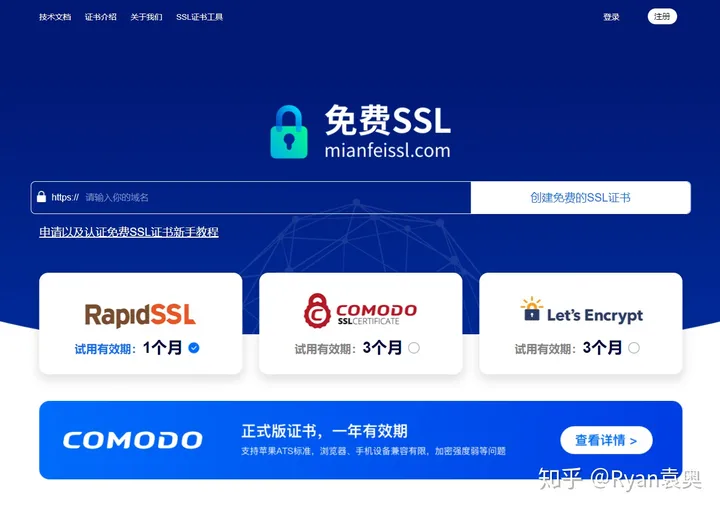 技术文档 证书介绍 关于我们 SSL证书工具 登录 注册
免费SSL
mianfeissl.com
https:// 请输入你的域名 创建免费的SSL证书
申请以及认证免费SSL证书新手教程
RapidSSL
试用有效期：1个月
COMODO
SSLCERTIFICATE
试用有效期：3个月
Let's Encrypt
试用有效期：3个月
COMODO
正式版证书，一年有效期
支持苹果ATS标准，浏览器、手机设备兼容有限，加密强度弱等问题
查看详情 >
知乎 @Ryan袁奥